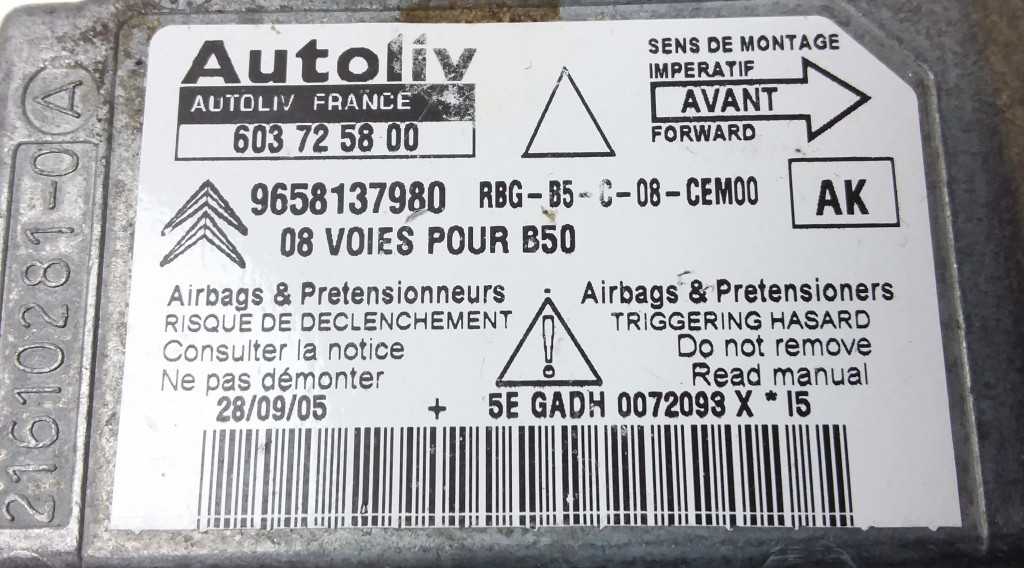 Autoliv
AUTOLIV FRANCE
603 72 58 00
SENS DE MONTAGE
IMPERATIF
AVANT
FORWARD
9658137980 RBG-B5-C-08-CEM00
AK
08 VOIES POUR B50
Airbags & Pretensionneurs
RISQUE DE DECLENCHEMENT
Consulter la notice
Ne pas démonter
!
Airbags & Pretensioners
TRIGGERING HASARD
Do not remove
Read manual
28/09/05 + 5E GADH 0072093 X * I5
21610281-0 A